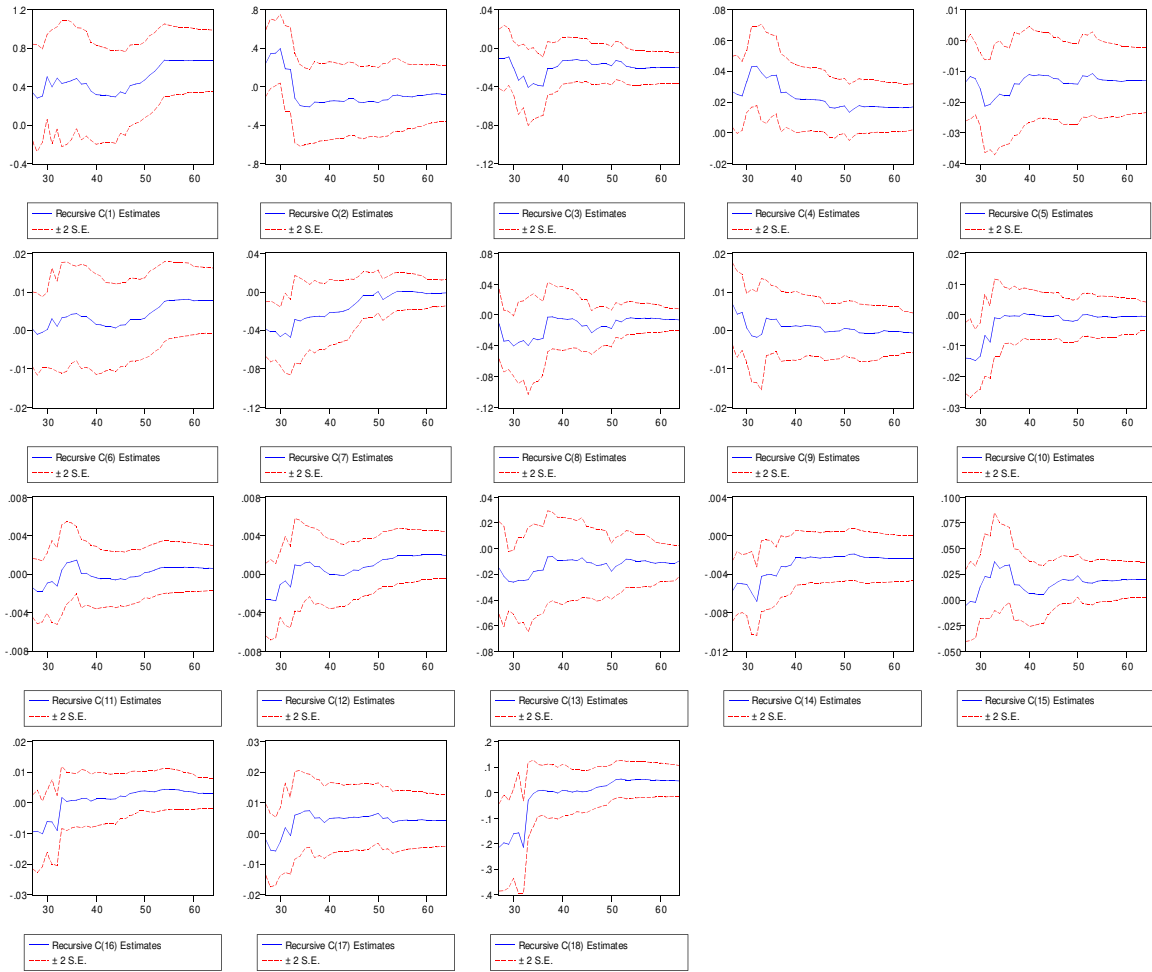 1.2
0.8
0.4
0.0
-0.4
30 40 50 60
Recursive C(1) Estimates
± 2 S.E.
.8
.4
.0
-.4
-.8
30 40 50 60
Recursive C(2) Estimates
± 2 S.E.
.04
.00
-.04
-.08
-.12
30 40 50 60
Recursive C(3) Estimates
± 2 S.E.
.08
.06
.04
.02
.00
-.02
30 40 50 60
Recursive C(4) Estimates
± 2 S.E.
.01
.00
-.01
-.02
-.03
-.04
30 40 50 60
Recursive C(5) Estimates
± 2 S.E.
.02
.01
.00
-.01
-.02
30 40 50 60
Recursive C(6) Estimates
± 2 S.E.
.04
.00
-.04
-.08
-.12
30 40 50 60
Recursive C(7) Estimates
± 2 S.E.
.08
.04
.00
-.04
-.08
-.12
30 40 50 60
Recursive C(8) Estimates
± 2 S.E.
.02
.01
.00
-.01
-.02
30 40 50 60
Recursive C(9) Estimates
± 2 S.E.
.02
.01
.00
-.01
-.02
-.03
30 40 50 60
Recursive C(10) Estimates
± 2 S.E.
.008
.004
.000
-.004
-.008
30 40 50 60
Recursive C(11) Estimates
± 2 S.E.
.008
.004
.000
-.004
-.008
30 40 50 60
Recursive C(12) Estimates
± 2 S.E.
.04
.02
.00
-.02
-.04
-.06
-.08
30 40 50 60
Recursive C(13) Estimates
± 2 S.E.
.004
.000
-.004
-.008
-.012
30 40 50 60
Recursive C(14) Estimates
± 2 S.E.
.100
.075
.050
.025
.000
-.025
-.050
30 40 50 60
Recursive C(15) Estimates
± 2 S.E.
.02
.01
.00
-.01
-.02
-.03
30 40 50 60
Recursive C(16) Estimates
± 2 S.E.
.03
.02
.01
.00
-.01
-.02
30 40 50 60
Recursive C(17) Estimates
± 2 S.E.
.2
.1
.0
-.1
-.2
-.3
-.4
30 40 50 60
Recursive C(18) Estimates
± 2 S.E.